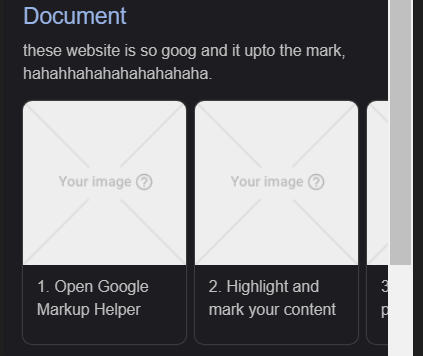 Document
these website is so goog and it upto the mark,
hahahhahahahahahahaha.
Your image ?
Your image ?
1. Open Google
Markup Helper
2. Highlight and
mark your content
3
p